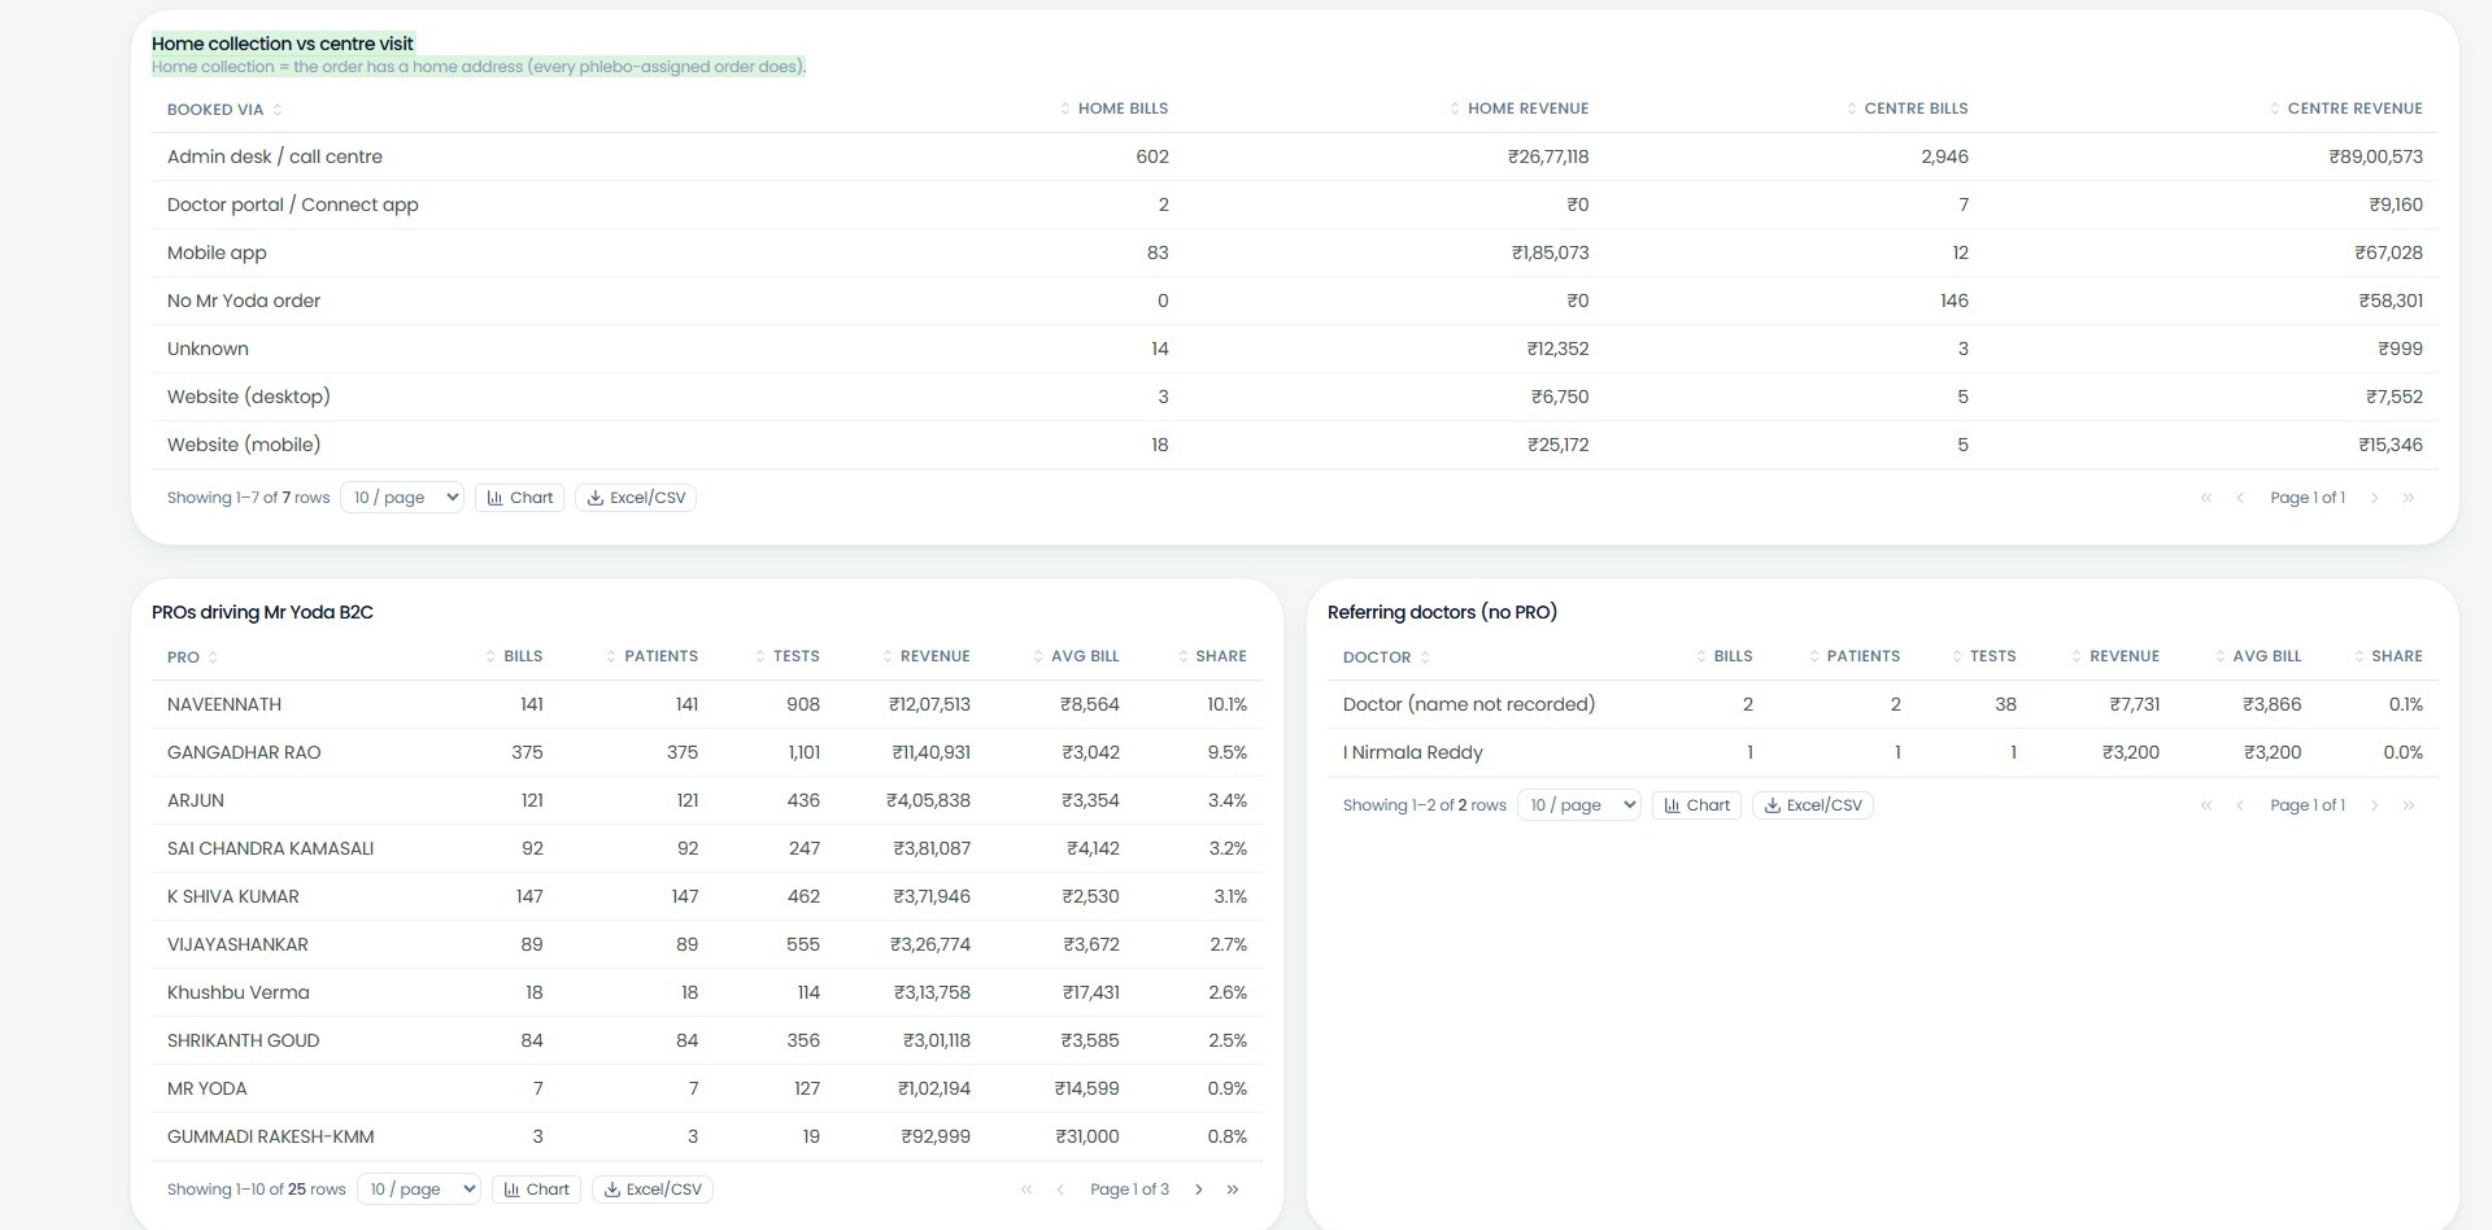 Home collection vs centre visit
Home collection = the order has a home address (every phlebo-assigned order does).
BOOKED VIA HOME BILLS HOME REVENUE CENTRE BILLS CENTRE REVENUE
Admin desk / call centre 602 ₹26,77,118 2,946 ₹89,00,573
Doctor portal / Connect app 2 ₹0 7 ₹9,160
Mobile app 83 ₹1,85,073 12 ₹67,028
No Mr Yoda order 0 ₹0 146 ₹58,301
Unknown 14 ₹12,352 3 ₹999
Website (desktop) 3 ₹6,750 5 ₹7,552
Website (mobile) 18 ₹25,172 5 ₹15,346
Showing 1–7 of 7 rows 10 / page Chart Excel/CSV « ‹ Page 1 of 1 › »
PROs driving Mr Yoda B2C
PRO BILLS PATIENTS TESTS REVENUE AVG BILL SHARE
NAVEENNATH 141 141 908 ₹12,07,513 ₹8,564 10.1%
GANGADHAR RAO 375 375 1,101 ₹11,40,931 ₹3,042 9.5%
ARJUN 121 121 436 ₹4,05,838 ₹3,354 3.4%
SAI CHANDRA KAMASALI 92 92 247 ₹3,81,087 ₹4,142 3.2%
K SHIVA KUMAR 147 147 462 ₹3,71,946 ₹2,530 3.1%
VIJAYASHANKAR 89 89 555 ₹3,26,774 ₹3,672 2.7%
Khushbu Verma 18 18 114 ₹3,13,758 ₹17,431 2.6%
SHRIKANTH GOUD 84 84 356 ₹3,01,118 ₹3,585 2.5%
MR YODA 7 7 127 ₹1,02,194 ₹14,599 0.9%
GUMMADI RAKESH-KMM 3 3 19 ₹92,999 ₹31,000 0.8%
Showing 1–10 of 25 rows 10 / page Chart Excel/CSV « ‹ Page 1 of 3 › »
Referring doctors (no PRO)
DOCTOR BILLS PATIENTS TESTS REVENUE AVG BILL SHARE
Doctor (name not recorded) 2 2 38 ₹7,731 ₹3,866 0.1%
I Nirmala Reddy 1 1 1 ₹3,200 ₹3,200 0.0%
Showing 1–2 of 2 rows 10 / page Chart Excel/CSV « ‹ Page 1 of 1 › »